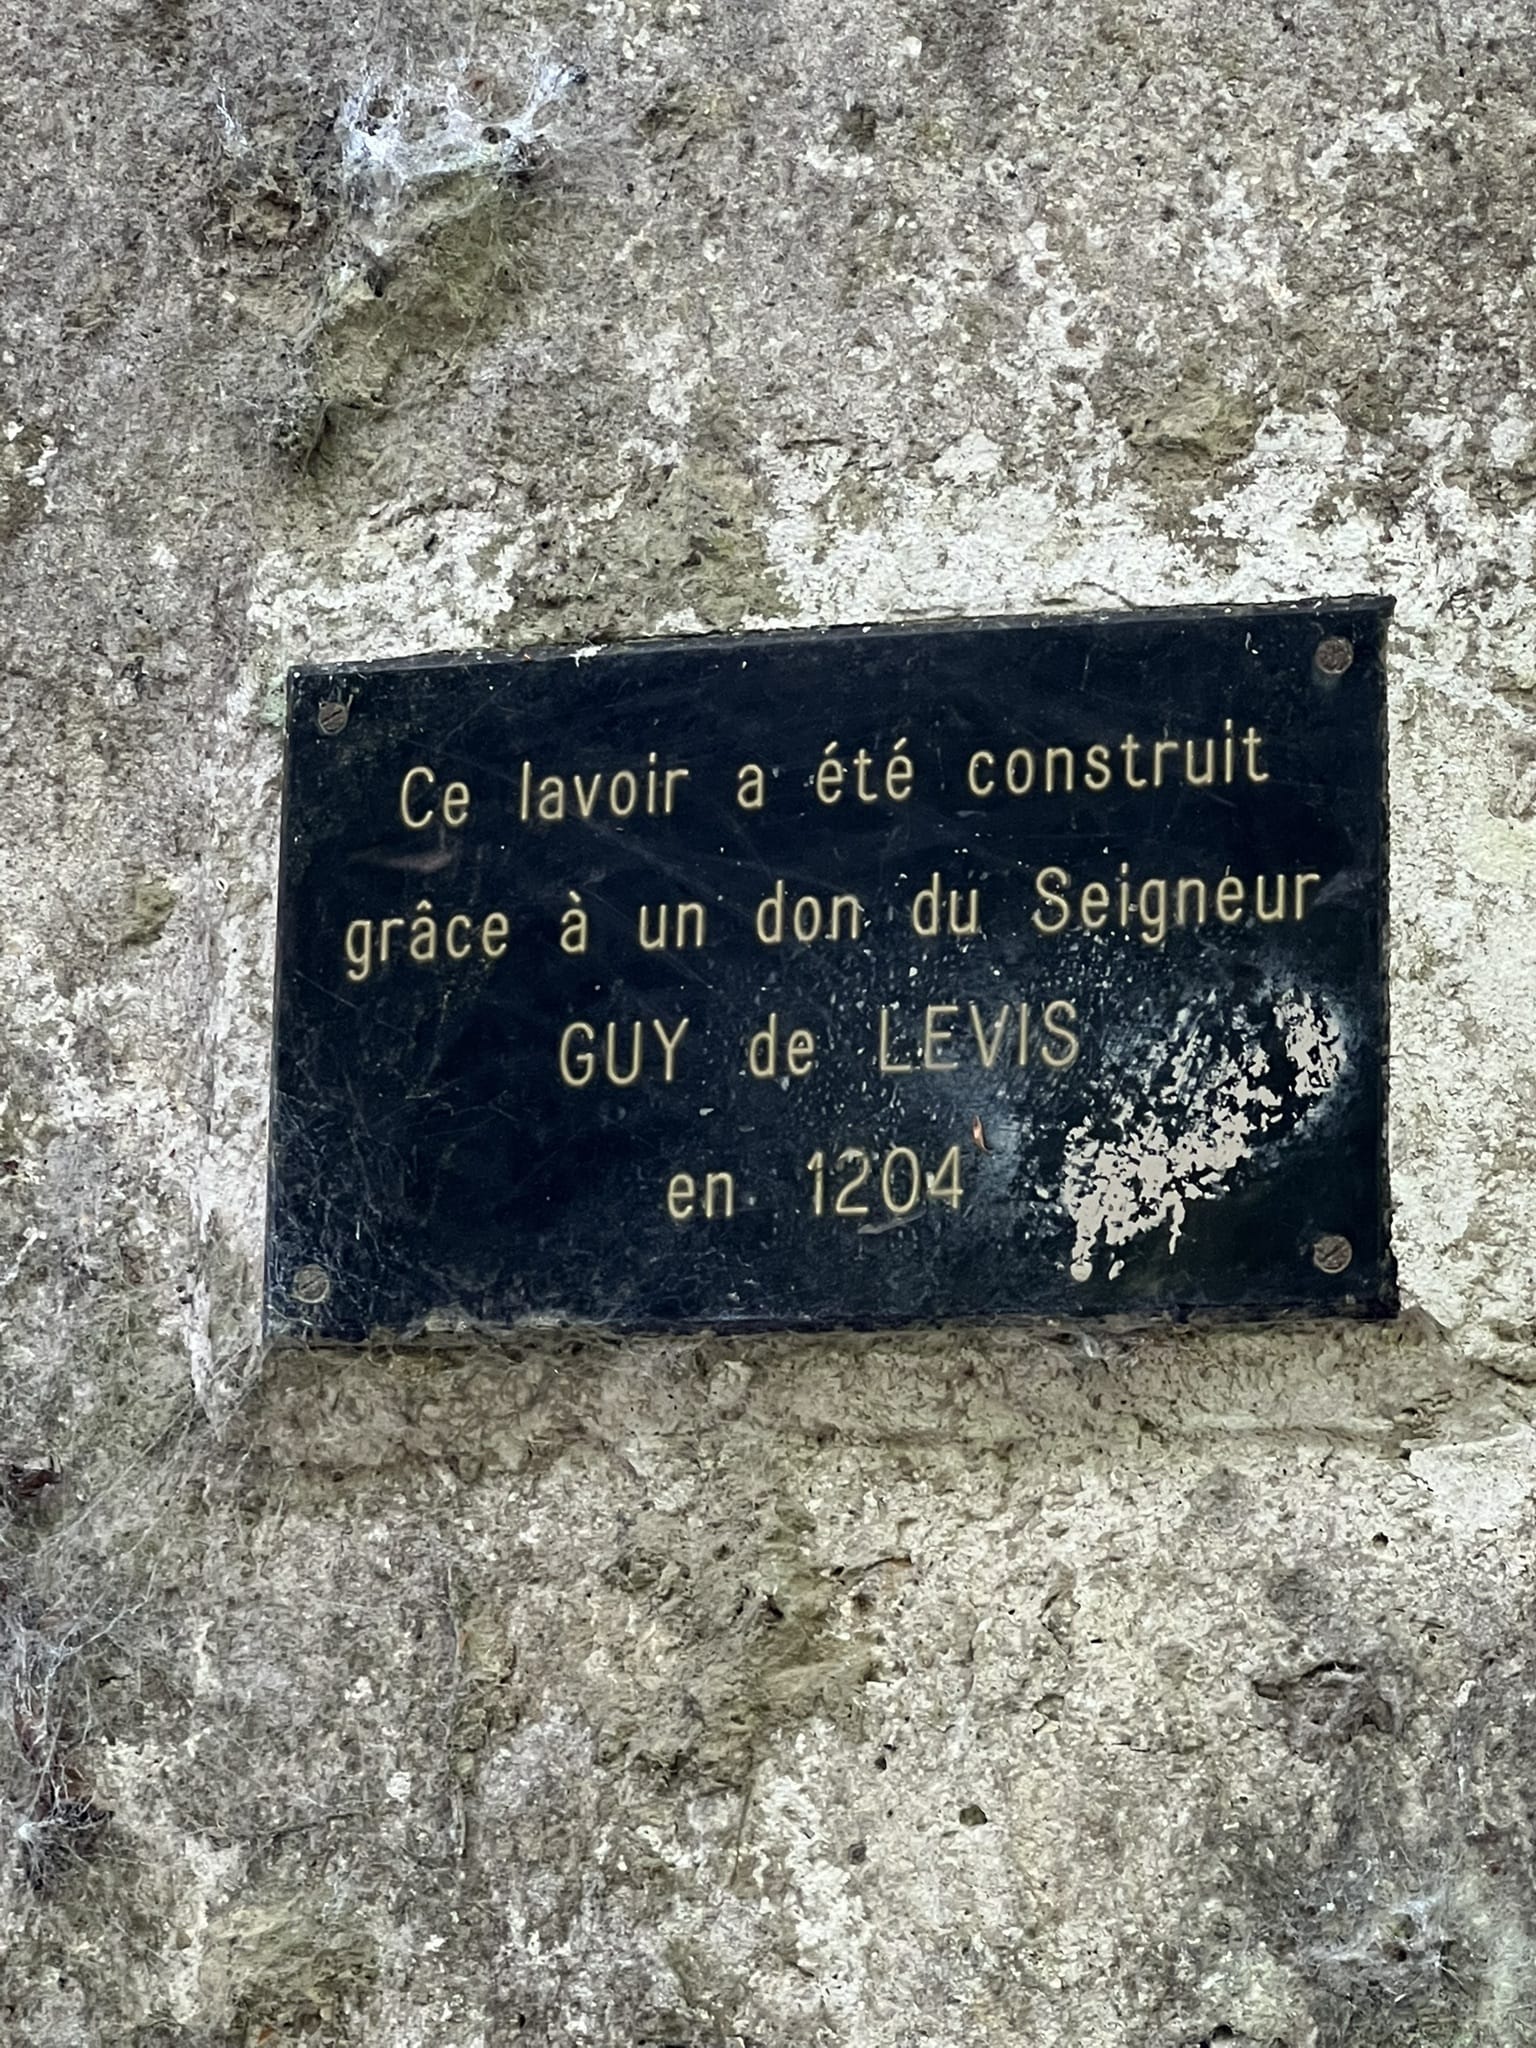 Ce lavoir a été construit
grâce à un don du Seigneur
GUY de LEVIS
en 1204